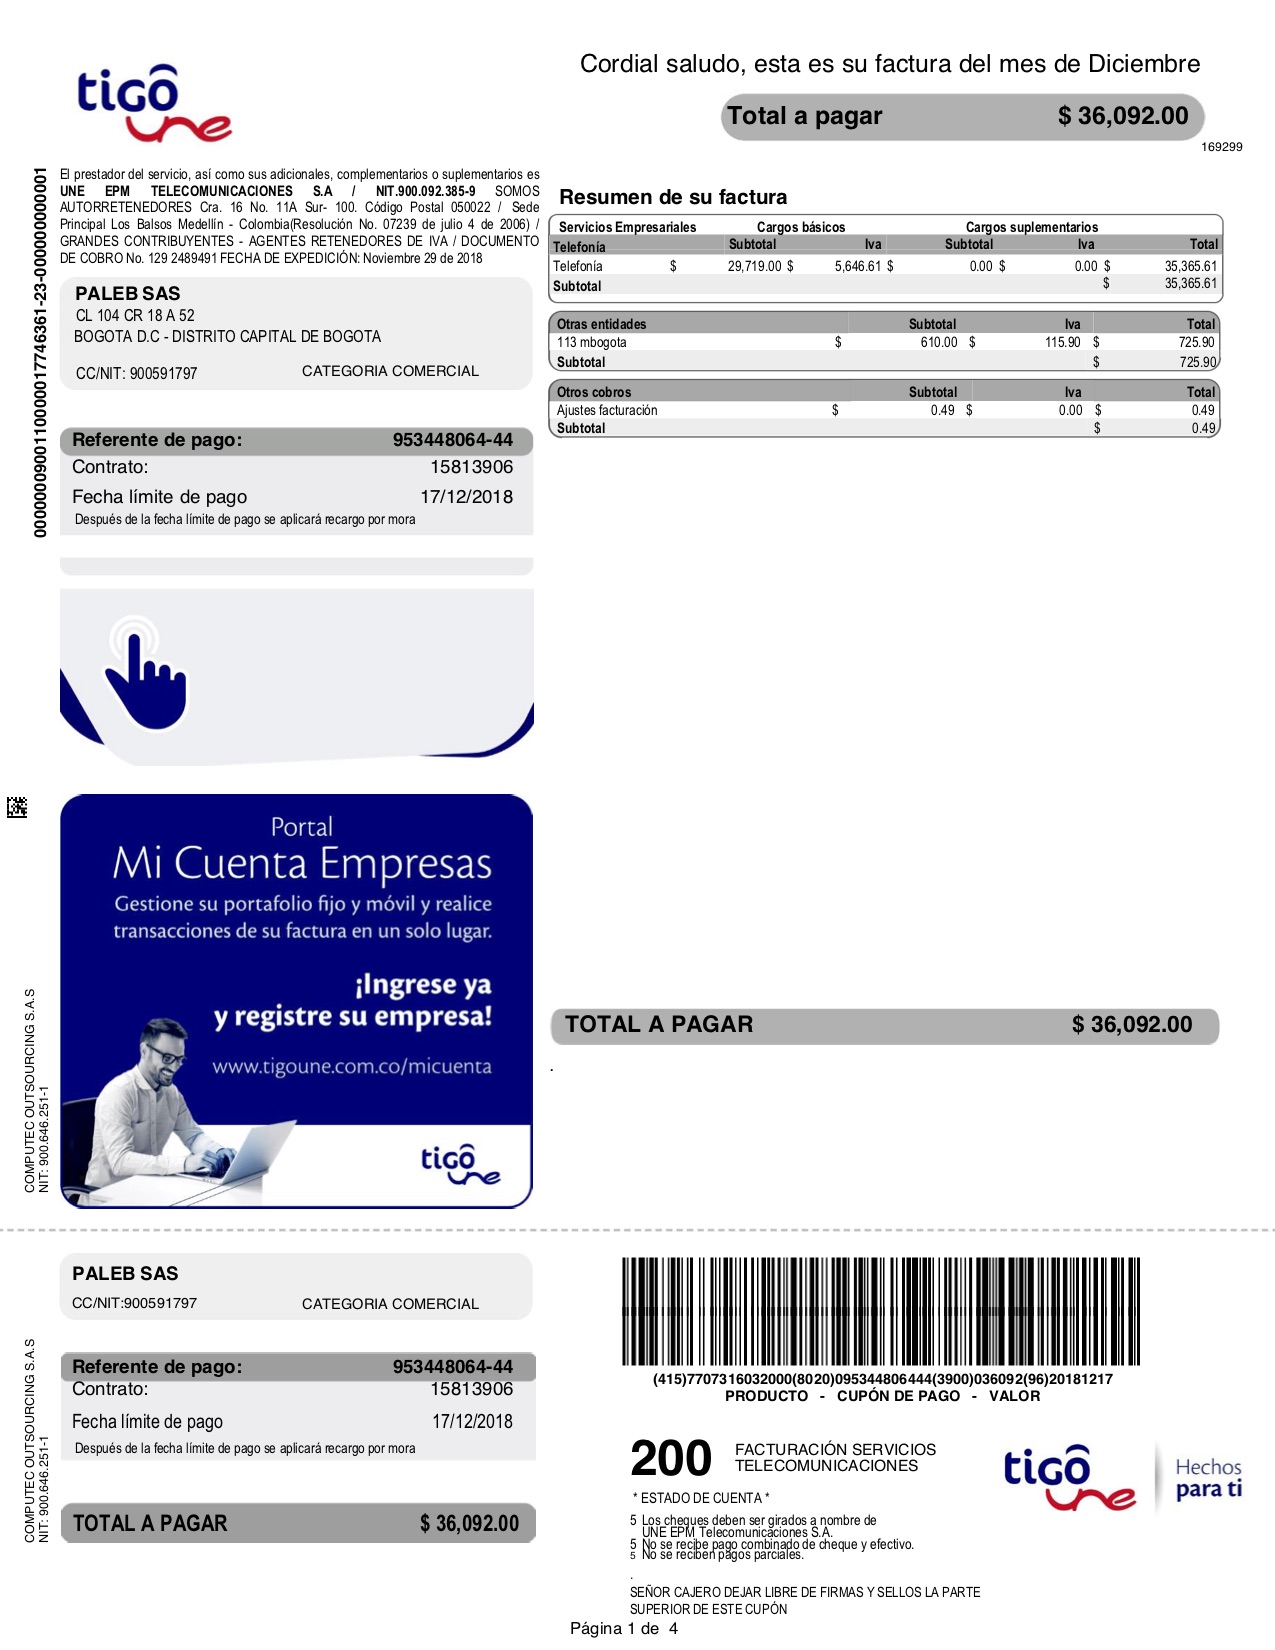 tigô
une
Cordial saludo, esta es su factura del mes de Diciembre
Total a pagar $ 36,092.00
169299
0000000900110000017746361-23-0000000000001
El prestador del servicio, así como sus adicionales, complementarios o suplementarios es
UNE EPM TELECOMUNICACIONES S.A / NIT.900.092.385-9 SOMOS
AUTORRETENEDORES Cra. 16 No. 11A Sur- 100. Código Postal 050022 / Sede
Principal Los Balsos Medellín - Colombia(Resolución No. 07239 de julio 4 de 2006) /
GRANDES CONTRIBUYENTES - AGENTES RETENEDORES DE IVA / DOCUMENTO
DE COBRO No. 129 2489491 FECHA DE EXPEDICIÓN: Noviembre 29 de 2018
PALEB SAS
CL 104 CR 18 A 52
BOGOTA D.C - DISTRITO CAPITAL DE BOGOTA
CC/NIT: 900591797 CATEGORIA COMERCIAL
Referente de pago: 953448064-44
Contrato: 15813906
Fecha límite de pago 17/12/2018
Después de la fecha límite de pago se aplicará recargo por mora
Resumen de su factura
Servicios Empresariales Cargos básicos Cargos suplementarios
Telefonía Subtotal Iva Subtotal Iva Total
Telefonía $ 29,719.00 $ 5,646.61 $ 0.00 $ 0.00 $ 35,365.61
Subtotal $ 35,365.61
Otras entidades Subtotal Iva Total
113 mbogota $ 610.00 $ 115.90 $ 725.90
Subtotal $ 725.90
Otros cobros Subtotal Iva Total
Ajustes facturación $ 0.49 $ 0.00 $ 0.49
Subtotal $ 0.49
Portal
Mi Cuenta Empresas
Gestione su portafolio fijo y móvil y realice
transacciones de su factura en un solo lugar.
¡Ingrese ya
y registre su empresa!
www.tigoune.com.co/micuenta
tigô
une
COMPUTEC OUTSOURCING S.A.S
NIT: 900.646.251-1
TOTAL A PAGAR $ 36,092.00
.
PALEB SAS
CC/NIT:900591797 CATEGORIA COMERCIAL
Referente de pago: 953448064-44
Contrato: 15813906
Fecha límite de pago 17/12/2018
Después de la fecha límite de pago se aplicará recargo por mora
TOTAL A PAGAR $ 36,092.00
COMPUTEC OUTSOURCING S.A.S
NIT: 900.646.251-1
(415)7707316032000(8020)095344806444(3900)036092(96)20181217
PRODUCTO - CUPÓN DE PAGO - VALOR
200 FACTURACIÓN SERVICIOS
TELECOMUNICACIONES
tigô
une
Hechos
para ti
* ESTADO DE CUENTA *
5 Los cheques deben ser girados a nombre de
UNE EPM Telecomunicaciones S.A.
5 No se recibe pago combinado de cheque y efectivo.
5 No se reciben pagos parciales.
.
SEÑOR CAJERO DEJAR LIBRE DE FIRMAS Y SELLOS LA PARTE
SUPERIOR DE ESTE CUPÓN
Página 1 de 4